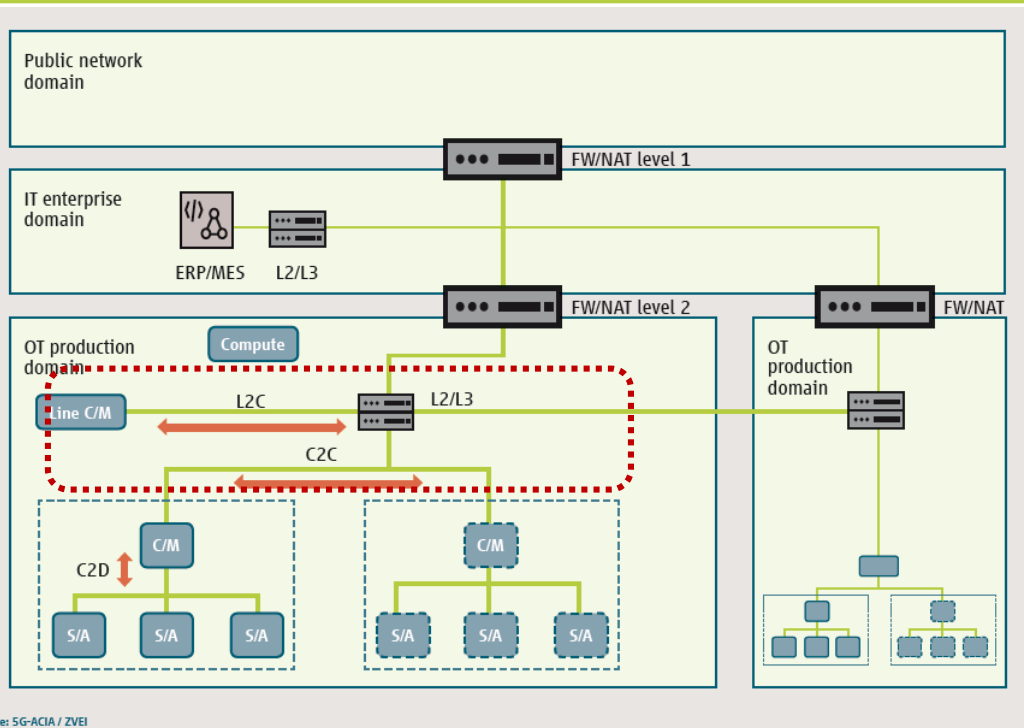 Public network
domain
FW/NAT level 1
IT enterprise
domain
ERP/MES
L2/L3
FW/NAT level 2
FW/NAT
OT production
domain
Compute
OT
production
domain
Line C/M
L2C
L2/L3
C2C
C/M
C/M
C2D
S/A
S/A
S/A
S/A
S/A
S/A
e: 5G-ACIA / ZVEI